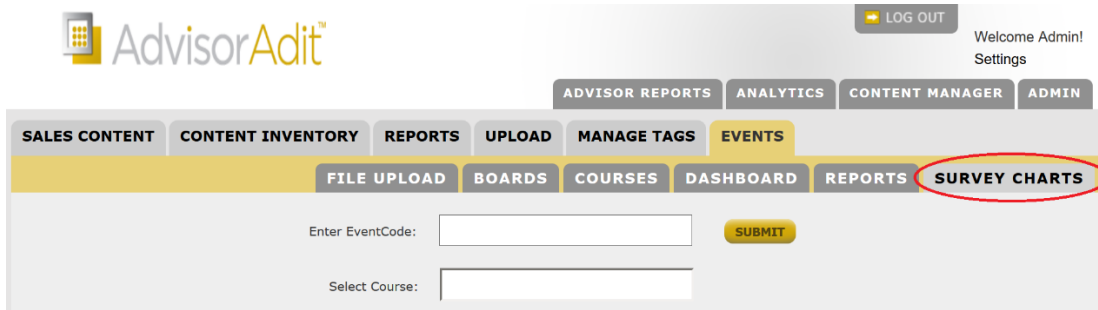 LOG OUT
AdvisorAdit™
Welcome Admin!
Settings
ADVISOR REPORTS ANALYTICS CONTENT MANAGER ADMIN
SALES CONTENT CONTENT INVENTORY REPORTS UPLOAD MANAGE TAGS EVENTS
FILE UPLOAD BOARDS COURSES DASHBOARD REPORTS SURVEY CHARTS
Enter EventCode: SUBMIT
Select Course: